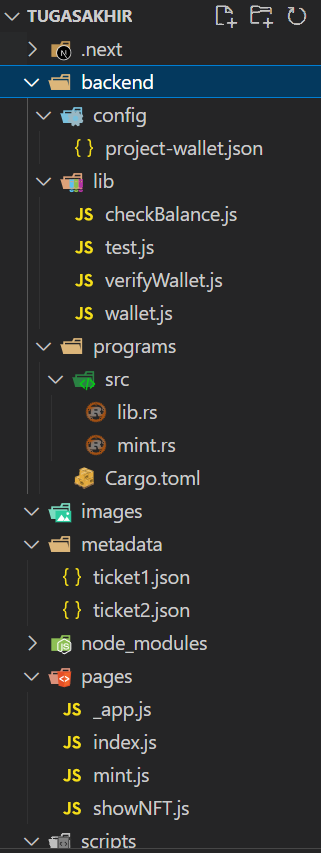 TUGASAKHIR
.next
backend
config
{ } project-wallet.json
lib
JS checkBalance.js
JS test.js
JS verifyWallet.js
JS wallet.js
programs
src
lib.rs
mint.rs
Cargo.toml
images
metadata
{ } ticket1.json
{ } ticket2.json
node_modules
pages
JS _app.js
JS index.js
JS mint.js
JS showNFT.js
scripts